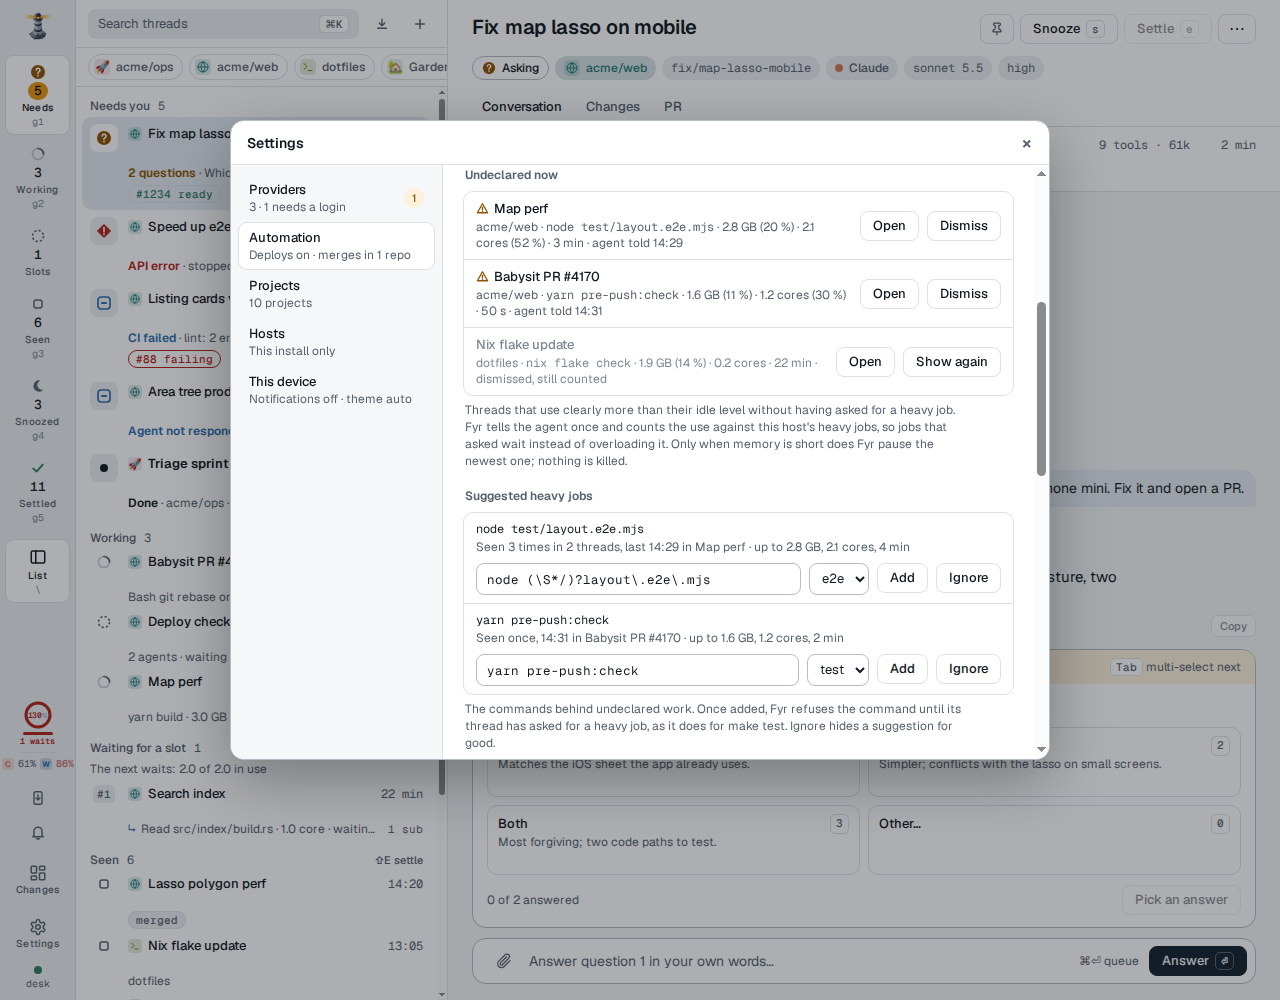 Search threads ⌘K
Fix map lasso on mobile
Snooze s
Settle e
acme/ops
acme/web
dotfiles
Garden
Asking
acme/web
fix/map-lasso-mobile
Claude
sonnet 5.5
high
Conversation
Changes
PR
9 tools · 61k 2 min
5
Needs
g1
3
Working
g2
1
Slots
6
Seen
g3
3
Snoozed
g4
11
Settled
g5
List
\
130%
1 waits
C 61% W 86%
Changes
Settings
desk
Needs you 5
Fix map lasso
2 questions ·
#1234 ready
Speed up e2e
API error · stopped
Listing cards
CI failed · lint: 2
#88 failing
Area tree
Agent not
Triage sprint
Done · acme/ops ·
Working 3
Babysit PR
Bash git rebase
Deploy check
2 agents · waiting
Map perf
yarn build · 3.0 GB
Waiting for a slot 1
The next waits: 2.0 of 2.0 in use
#1 Search index 22 min
↳ Read src/index/build.rs · 1.0 core · waitin… 1 sub
Seen 6 ⇧E settle
Lasso polygon perf 14:20
merged
Nix flake update 13:05
dotfiles
Settings ×
Providers
3 · 1 needs a login
1
Automation
Deploys on · merges in 1 repo
Projects
10 projects
Hosts
This install only
This device
Notifications off · theme auto
Undeclared now
Map perf
acme/web · node test/layout.e2e.mjs · 2.8 GB (20 %) · 2.1
cores (52 %) · 3 min · agent told 14:29
Open Dismiss
Babysit PR #4170
acme/web · yarn pre-push:check · 1.6 GB (11 %) · 1.2 cores (30 %)
· 50 s · agent told 14:31
Open Dismiss
Nix flake update
dotfiles · nix flake check · 1.9 GB (14 %) · 0.2 cores · 22 min ·
dismissed, still counted
Open Show again
Threads that use clearly more than their idle level without having asked for a heavy job.
Fyr tells the agent once and counts the use against this host's heavy jobs, so jobs that
asked wait instead of overloading it. Only when memory is short does Fyr pause the
newest one; nothing is killed.
Suggested heavy jobs
node test/layout.e2e.mjs
Seen 3 times in 2 threads, last 14:29 in Map perf · up to 2.8 GB, 2.1 cores, 4 min
node (\S*/)?layout\.e2e\.mjs e2e Add Ignore
yarn pre-push:check
Seen once, 14:31 in Babysit PR #4170 · up to 1.6 GB, 1.2 cores, 2 min
yarn pre-push:check test Add Ignore
The commands behind undeclared work. Once added, Fyr refuses the command until its
thread has asked for a heavy job, as it does for make test. Ignore hides a suggestion for
good.
mini. Fix it and open a PR.
two
Copy
Tab multi-select next
Matches the iOS sheet the app already uses.
2
Simpler; conflicts with the lasso on small screens.
Both 3
Most forgiving; two code paths to test.
Other… 0
0 of 2 answered
Pick an answer
Answer question 1 in your own words…
⌘⏎ queue
Answer ⏎